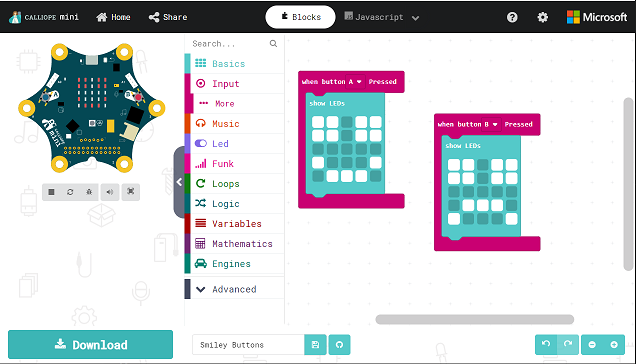 CALLIOPE mini
Home
Share
Blocks
Javascript
Microsoft
Search...
Basics
Input
More
Music
Led
Funk
Loops
Logic
Variables
Mathematics
Engines
Advanced
when button A Pressed
show LEDs
when button B Pressed
show LEDs
Download
Smiley Buttons